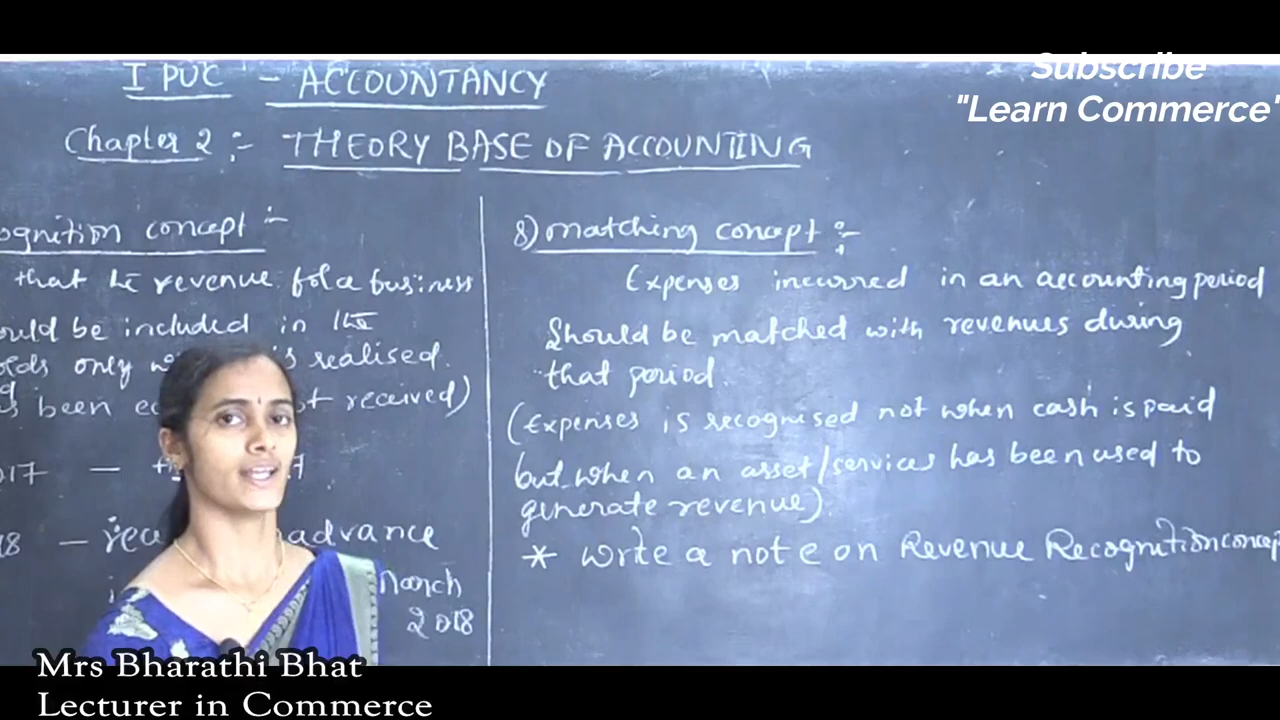 Subscribe
"Learn Commerce"
I PUC - ACCOUNTANCY
Chapter 2 :- THEORY BASE OF ACCOUNTING
ognition concept :-
that the revenue for a business
ould be included in the
only is realised.
s been received)
017 —
18 — advance
March
2018
8) matching concept :-
Expenses incurred in an accounting period
Should be matched with revenues during
that period.
(Expenses is recognised not when cash is paid
but when an asset/services has been used to
generate revenue).
* Write a note on Revenue Recognition concep
Mrs Bharathi Bhat
Lecturer in Commerce